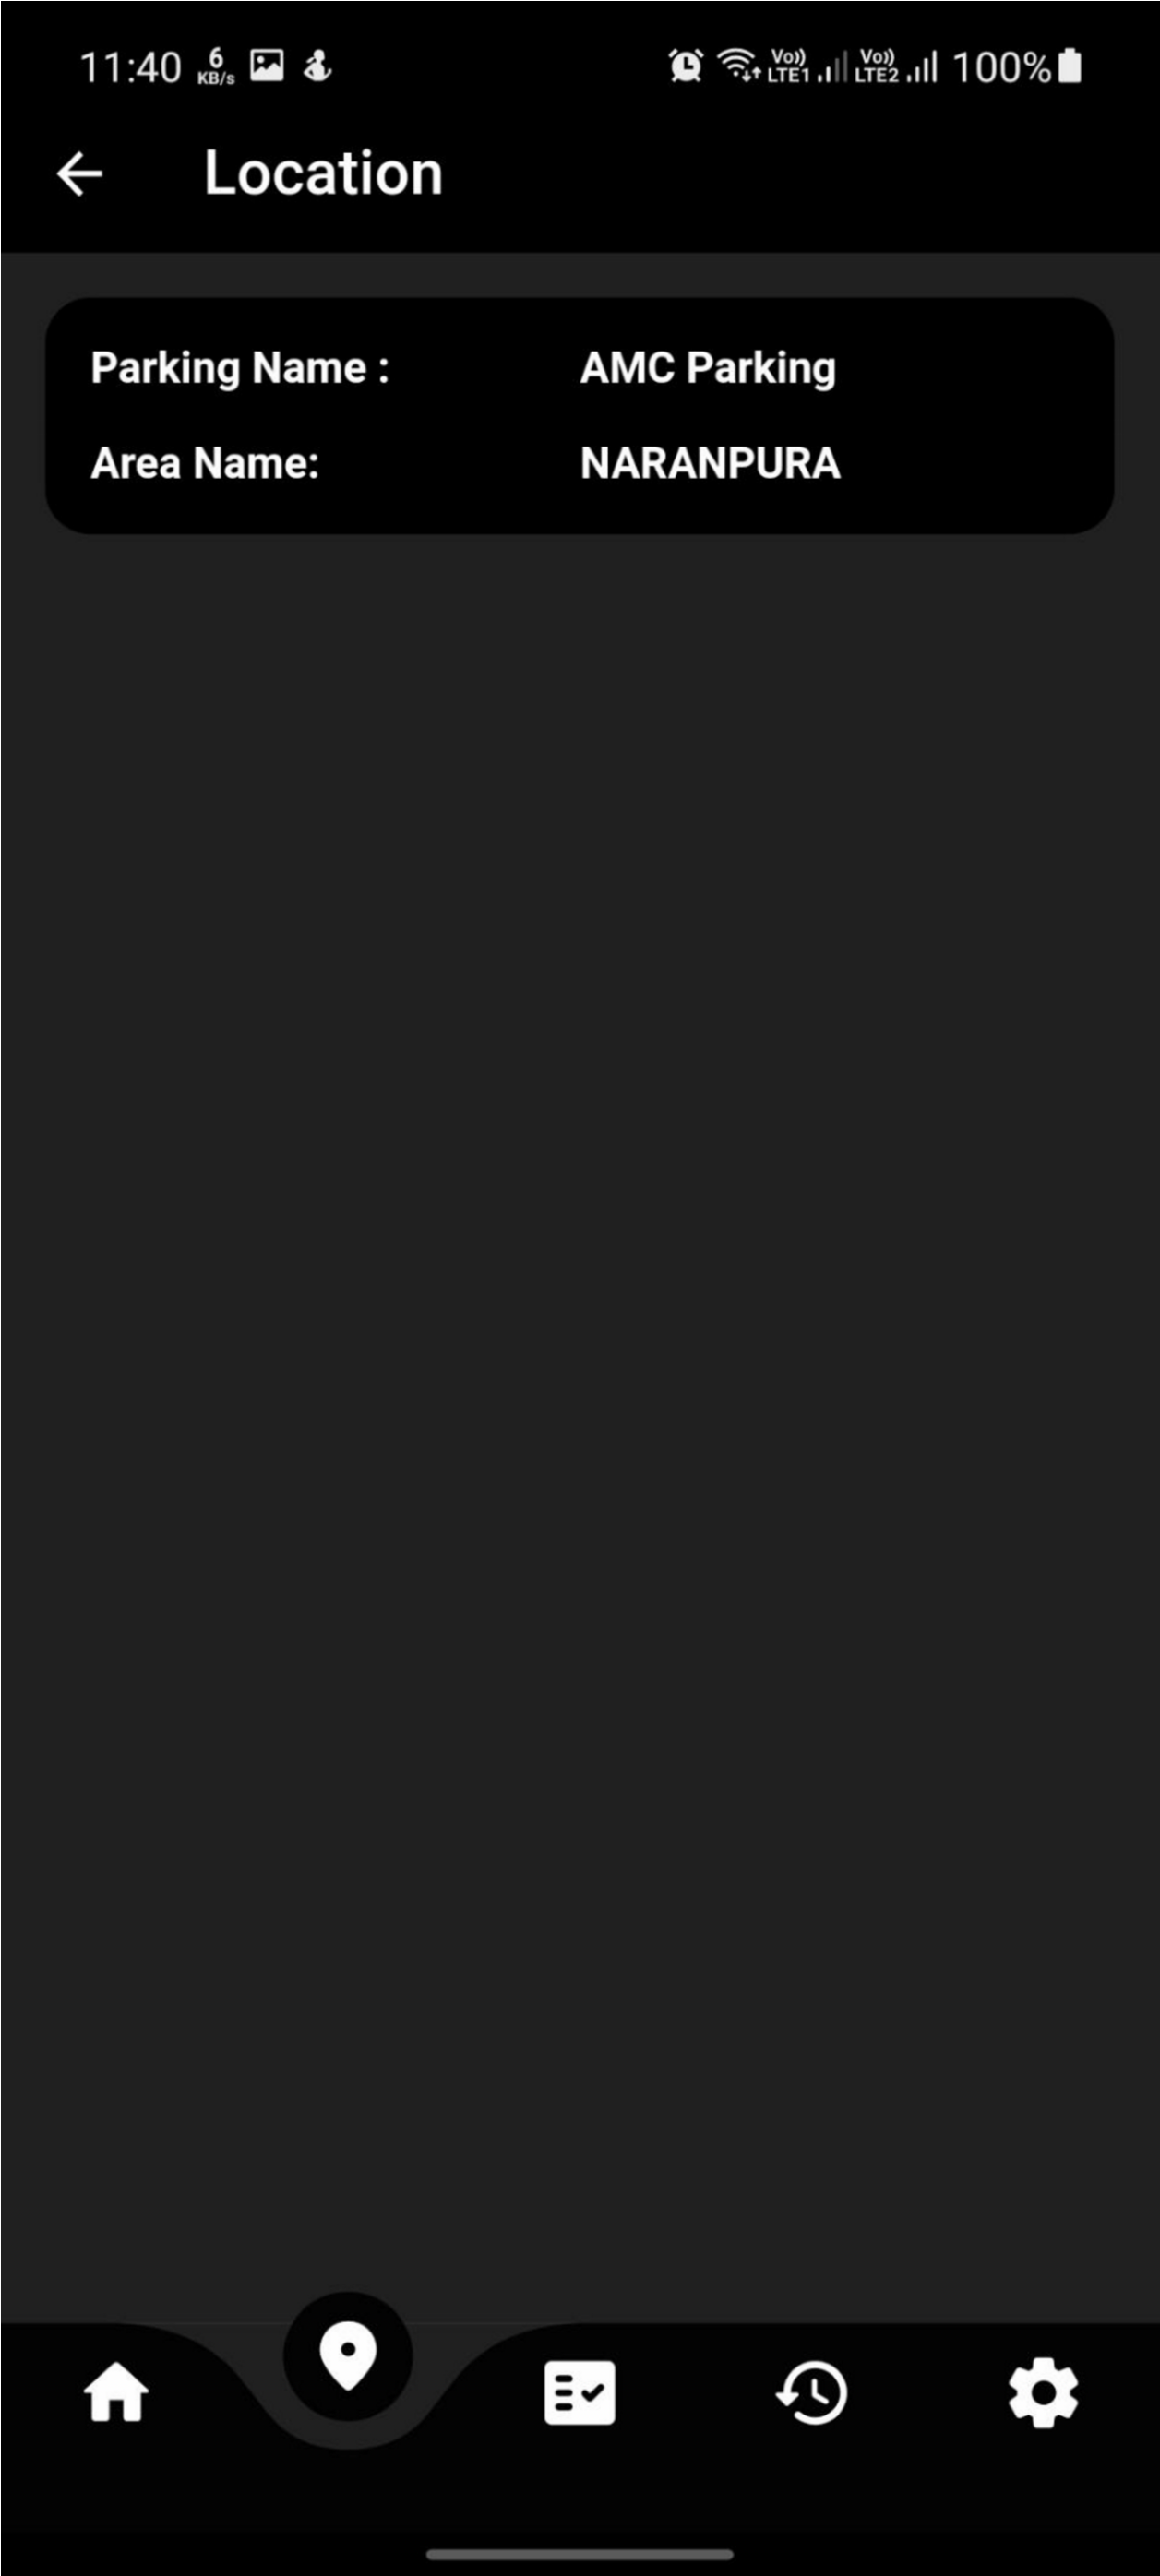 11:40 6 KB/s Vo)) LTE1 Vo)) LTE2 100%
Location
Parking Name : AMC Parking
Area Name: NARANPURA